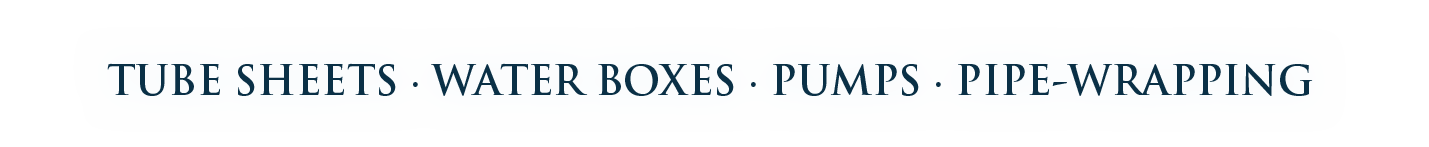 TUBE SHEETS · WATER BOXES · PUMPS · PIPE-WRAPPING